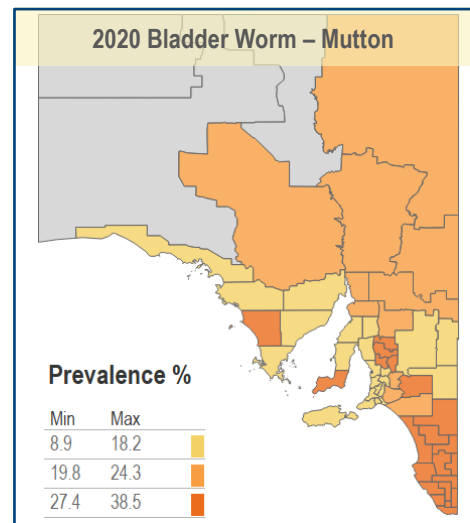 2020 Bladder Worm – Mutton
Prevalence %
Min Max
8.9 18.2
19.8 24.3
27.4 38.5